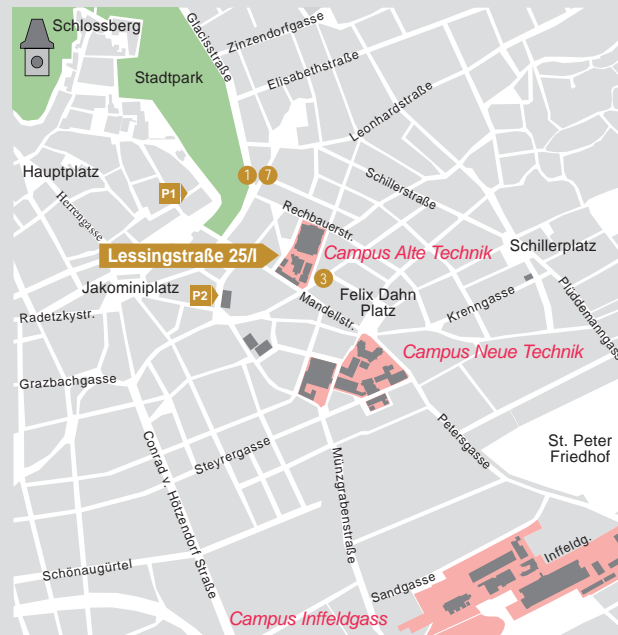 Schlossberg
Glacisstraße
Zinzendorfgasse
Stadtpark
Elisabethstraße
Leonhardstraße
Hauptplatz
P1
1
7
Schillerstraße
Herrengasse
Rechbauerstr.
Lessingstraße 25/I
Campus Alte Technik
Schillerplatz
3
Jakominiplatz
P2
Felix Dahn
Platz
Mandellstr.
Krenngasse
Plüddemanngasse
Radetzkystr.
Campus Neue Technik
Grazbachgasse
Petersgasse
St. Peter
Friedhof
Steyrergasse
Conrad v. Hötzendorf Straße
Münzgrabenstraße
Inffeldg.
Schönaugürtel
Sandgasse
Campus Inffeldgass